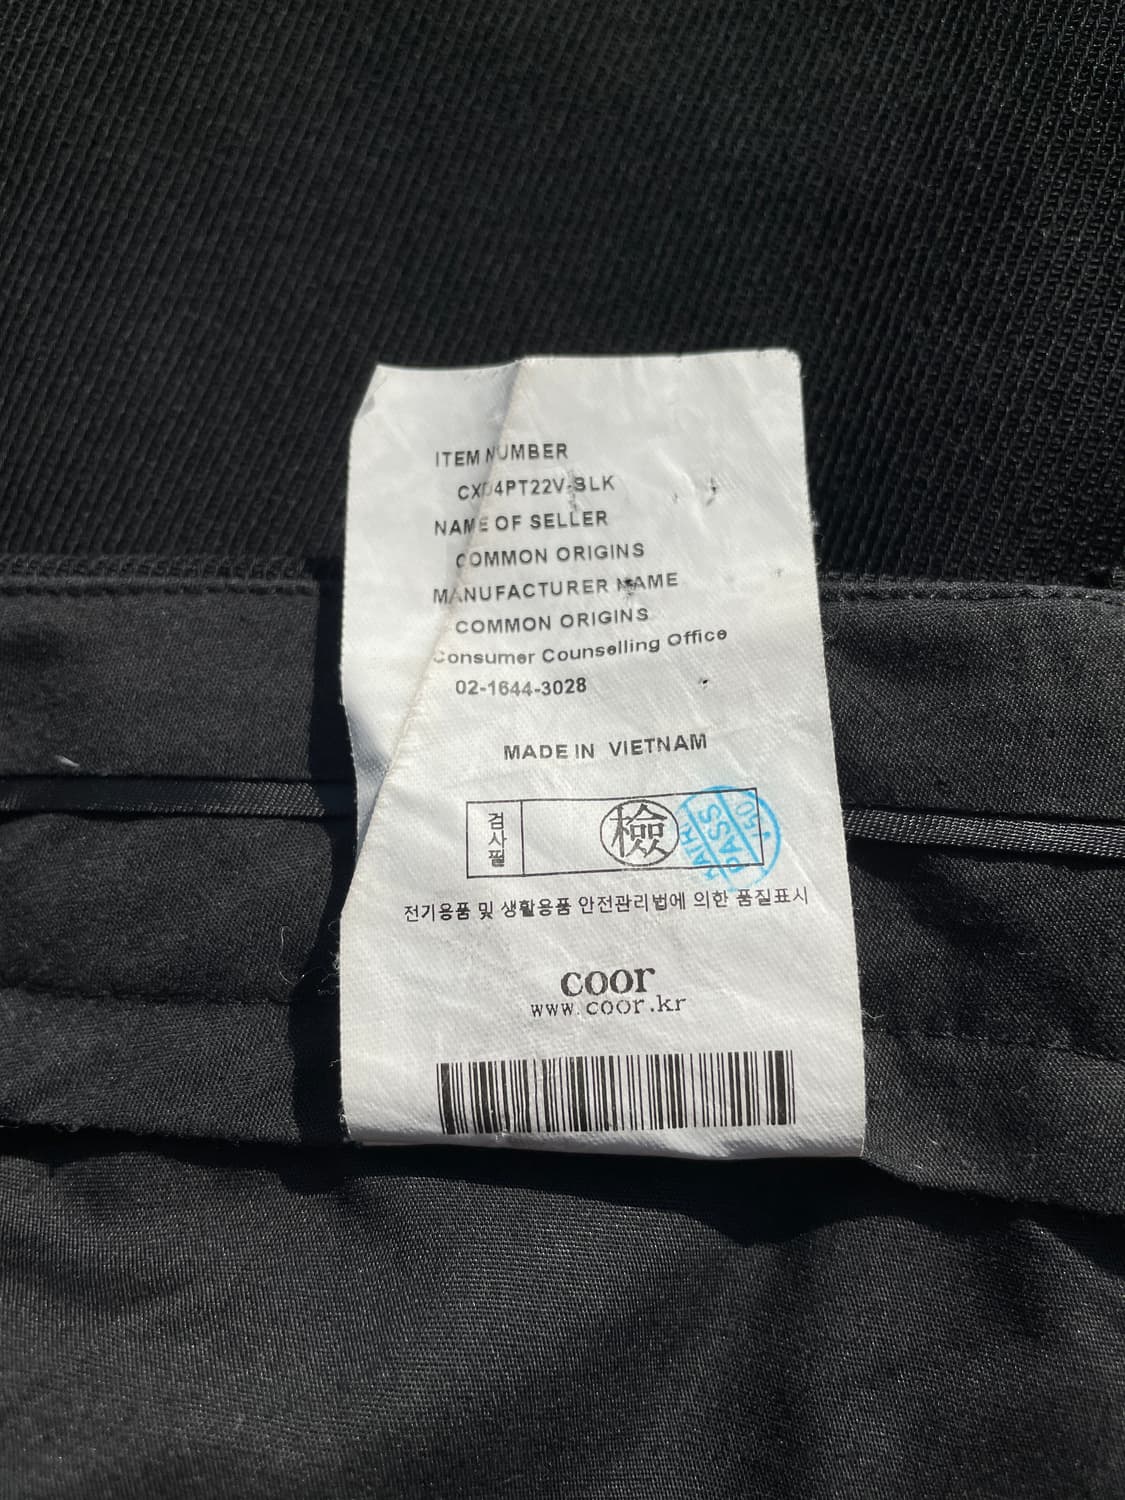 ITEM NUMBER
CXD4PT22V-BLK
NAME OF SELLER
COMMON ORIGINS
MANUFACTURER NAME
COMMON ORIGINS
Consumer Counselling Office
02-1644-3028
MADE IN VIETNAM
검사필
檢
PASS
전기용품 및 생활용품 안전관리법에 의한 품질표시
coor
www.coor.kr